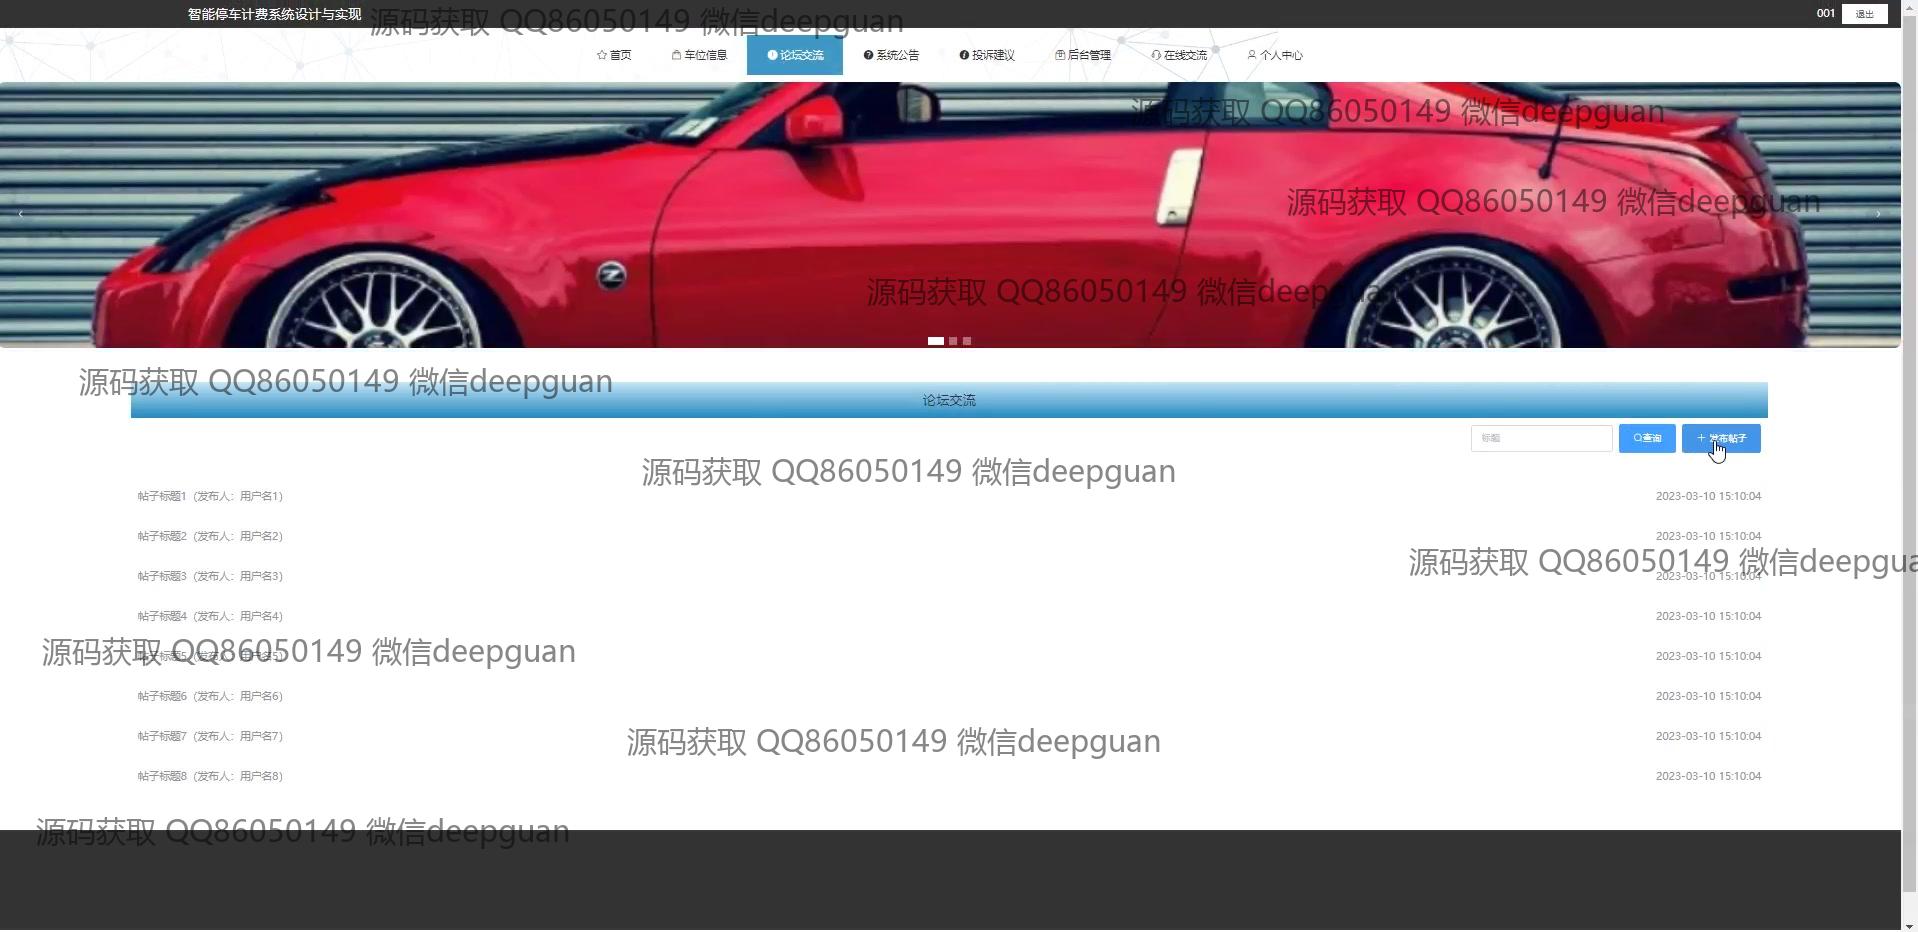 智能停车计费系统设计与实现
源码获取 QQ86050149 微信deepguan
001
退出
首页
车位信息
论坛交流
系统公告
投诉建议
后台管理
在线交流
个人中心
源码获取 QQ86050149 微信deepguan
源码获取 QQ86050149 微信deepguan
源码获取 QQ86050149 微信deepguan
源码获取 QQ86050149 微信deepguan
论坛交流
标题
查询
发布帖子
源码获取 QQ86050149 微信deepguan
帖子标题1（发布人：用户名1） 2023-03-10 15:10:04
帖子标题2（发布人：用户名2） 2023-03-10 15:10:04
源码获取 QQ86050149 微信deepgua
帖子标题3（发布人：用户名3） 2023-03-10 15:10:04
帖子标题4（发布人：用户名4） 2023-03-10 15:10:04
源码获取 QQ86050149 微信deepguan
帖子标题5（发布人：用户名5） 2023-03-10 15:10:04
帖子标题6（发布人：用户名6） 2023-03-10 15:10:04
帖子标题7（发布人：用户名7） 2023-03-10 15:10:04
源码获取 QQ86050149 微信deepguan
帖子标题8（发布人：用户名8） 2023-03-10 15:10:04
源码获取 QQ86050149 微信deepguan